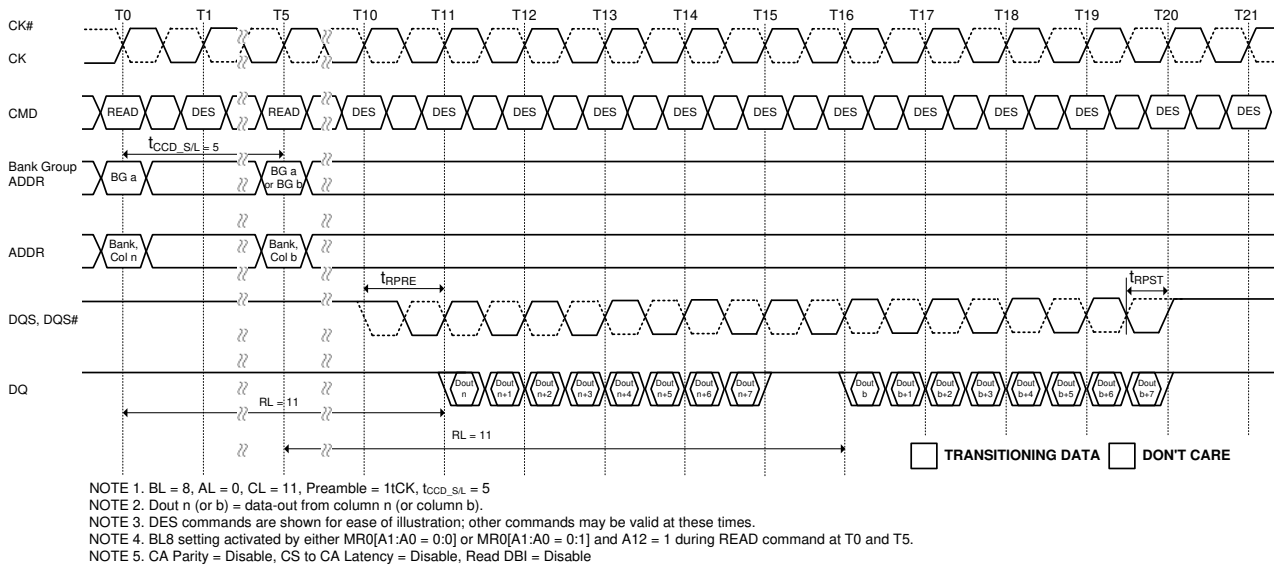 T0 T1 T5 T10 T11 T12 T13 T14 T15 T16 T17 T18 T19 T20 T21
CK#
CK
CMD READ DES READ DES DES DES DES DES DES DES DES DES DES DES DES
tCCD_S/L = 5
Bank Group
ADDR
BG a
BG a
or BG b
ADDR
Bank,
Col n
Bank,
Col b
tRPRE
tRPST
DQS, DQS#
DQ
Dout
n
Dout
n+1
Dout
n+2
Dout
n+3
Dout
n+4
Dout
n+5
Dout
n+6
Dout
n+7
Dout
b
Dout
b+1
Dout
b+2
Dout
b+3
Dout
b+4
Dout
b+5
Dout
b+6
Dout
b+7
RL = 11
RL = 11
TRANSITIONING DATA DON'T CARE
NOTE 1. BL = 8, AL = 0, CL = 11, Preamble = 1tCK, tCCD_S/L = 5
NOTE 2. Dout n (or b) = data-out from column n (or column b).
NOTE 3. DES commands are shown for ease of illustration; other commands may be valid at these times.
NOTE 4. BL8 setting activated by either MR0[A1:A0 = 0:0] or MR0[A1:A0 = 0:1] and A12 = 1 during READ command at T0 and T5.
NOTE 5. CA Parity = Disable, CS to CA Latency = Disable, Read DBI = Disable